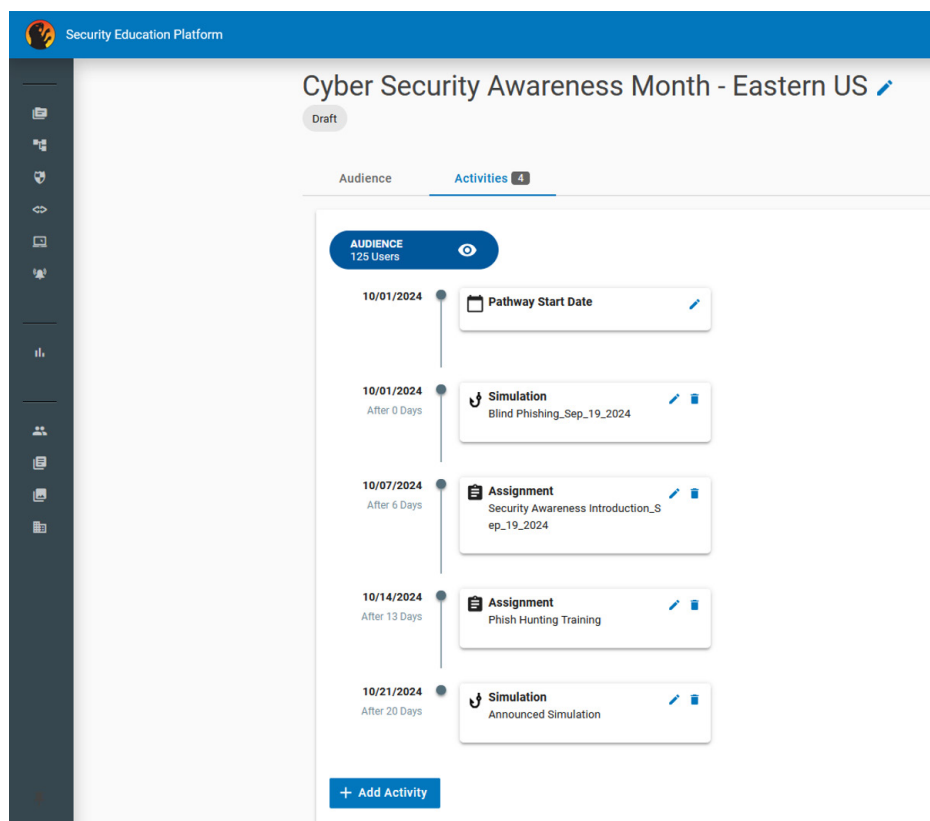 Security Education Platform
Cyber Security Awareness Month - Eastern US
Draft
Audience
Activities 4
AUDIENCE
125 Users
10/01/2024
Pathway Start Date
10/01/2024
After 0 Days
Simulation
Blind Phishing_Sep_19_2024
10/07/2024
After 6 Days
Assignment
Security Awareness Introduction_S
ep_19_2024
10/14/2024
After 13 Days
Assignment
Phish Hunting Training
10/21/2024
After 20 Days
Simulation
Announced Simulation
+ Add Activity